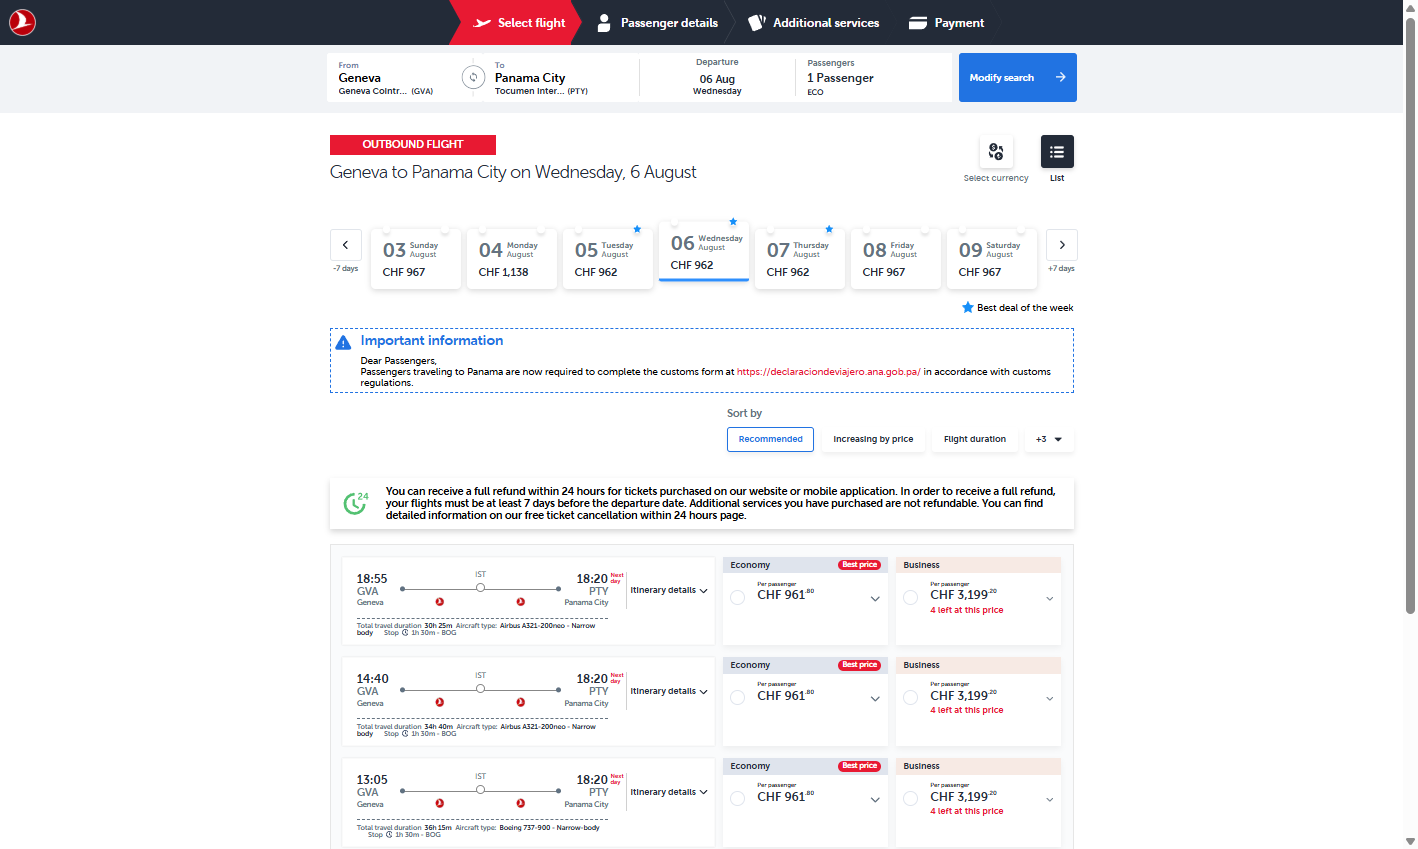 Select flight
Passenger details
Additional services
Payment
From
Geneva
Geneva Cointr... (GVA)
To
Panama City
Tocumen Inter... (PTY)
Departure
06 Aug
Wednesday
Passengers
1 Passenger
ECO
Modify search
OUTBOUND FLIGHT
Geneva to Panama City on Wednesday, 6 August
Select currency
List
-7 days
03 Sunday August
CHF 967
04 Monday August
CHF 1,138
05 Tuesday August
CHF 962
06 Wednesday August
CHF 962
07 Thursday August
CHF 962
08 Friday August
CHF 967
09 Saturday August
CHF 967
+7 days
Best deal of the week
Important information
Dear Passengers,
Passengers traveling to Panama are now required to complete the customs form at https://declaraciondeviajero.ana.gob.pa/ in accordance with customs
regulations.
Sort by
Recommended
Increasing by price
Flight duration
+3
24
You can receive a full refund within 24 hours for tickets purchased on our website or mobile application. In order to receive a full refund,
your flights must be at least 7 days before the departure date. Additional services you have purchased are not refundable. You can find
detailed information on our free ticket cancellation within 24 hours page.
18:55
GVA
Geneva
IST
18:20 Next day
PTY
Panama City
Itinerary details
Total travel duration 30h 25m Aircraft type: Airbus A321-200neo - Narrow
body Stop 1h 30m - BOG
Economy
Best price
Per passenger
CHF 961.80
Business
Per passenger
CHF 3,199.20
4 left at this price
14:40
GVA
Geneva
IST
18:20 Next day
PTY
Panama City
Itinerary details
Total travel duration 34h 40m Aircraft type: Airbus A321-200neo - Narrow
body Stop 1h 30m - BOG
Economy
Best price
Per passenger
CHF 961.80
Business
Per passenger
CHF 3,199.20
4 left at this price
13:05
GVA
Geneva
IST
18:20 Next day
PTY
Panama City
Itinerary details
Total travel duration 36h 15m Aircraft type: Boeing 737-900 - Narrow-body
Stop 1h 30m - BOG
Economy
Best price
Per passenger
CHF 961.80
Business
Per passenger
CHF 3,199.20
4 left at this price